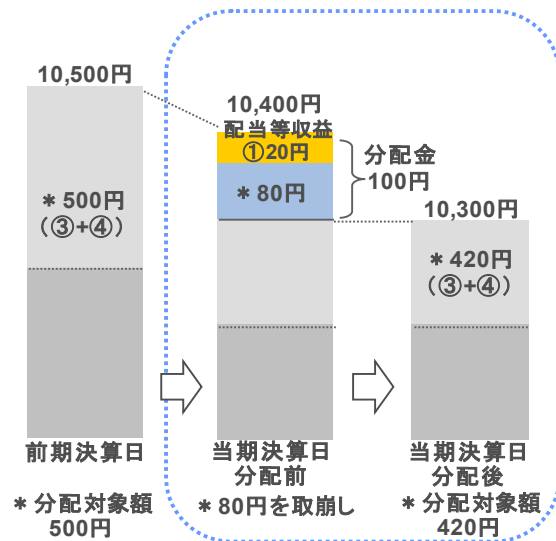 10,500円
＊500円
（③+④）
前期決算日
＊分配対象額
500円
10,400円
配当等収益
①20円
＊80円
分配金
100円
当期決算日
分配前
＊80円を取崩し
10,300円
＊420円
（③+④）
当期決算日
分配後
＊分配対象額
420円